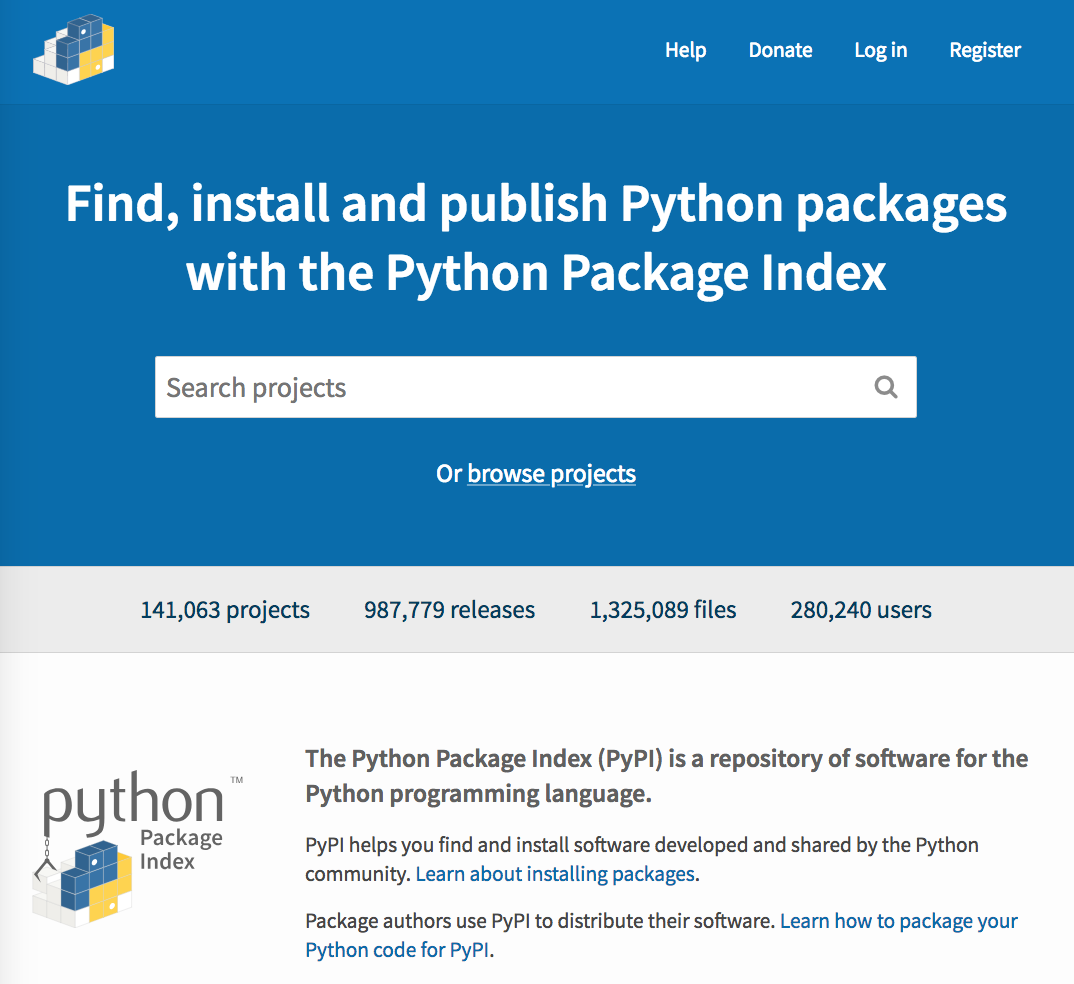 Help Donate Log in Register
Find, install and publish Python packages
with the Python Package Index
Search projects
Or browse projects
141,063 projects 987,779 releases 1,325,089 files 280,240 users
python TM
Package
Index
The Python Package Index (PyPI) is a repository of software for the
Python programming language.
PyPI helps you find and install software developed and shared by the Python
community. Learn about installing packages.
Package authors use PyPI to distribute their software. Learn how to package your
Python code for PyPI.